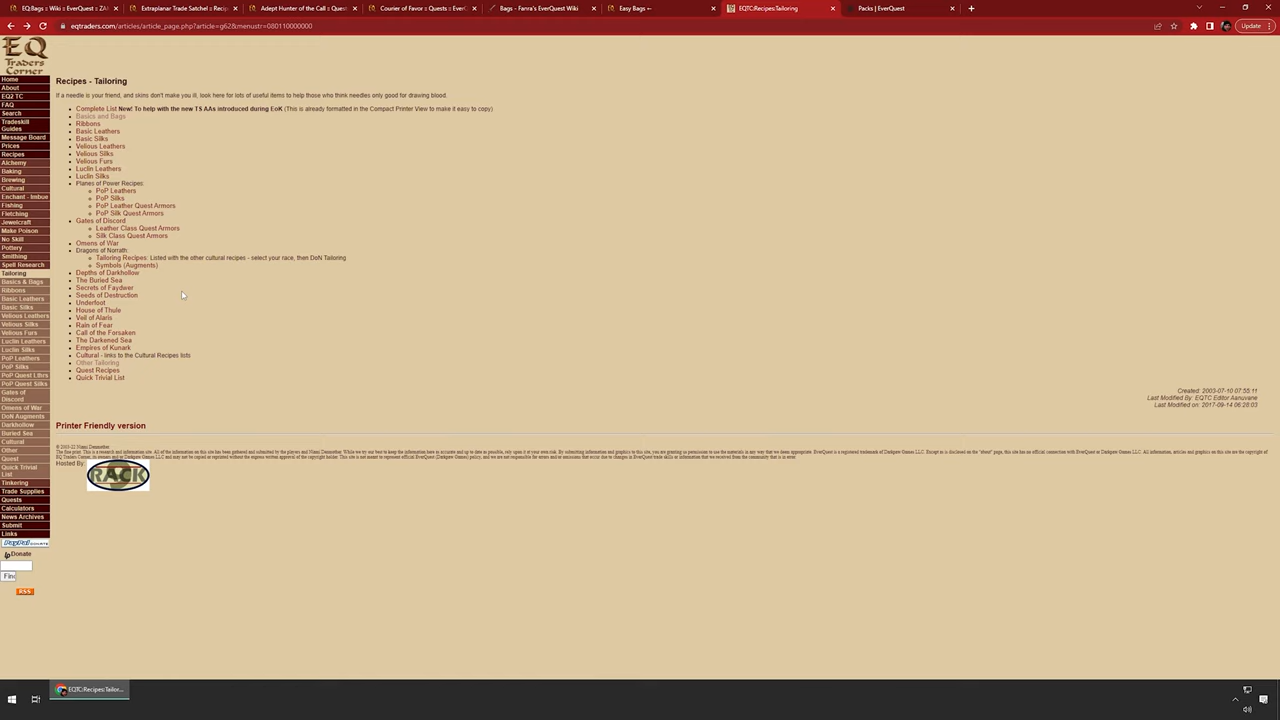 EQ:Bags :: Wiki :: EverQuest :: ZA
Extraplanar Trade Satchel :: Recip
Adept Hunter of the Call :: Quest
Courier of Favor :: Quests :: Ever
Bags - Fanra's EverQuest Wiki
Easy Bags --
EQTC:Recipes:Tailoring
Packs | EverQuest
eqtraders.com/articles/article_page.php?article=g62&menustr=080110000000
Update
EQ
Traders
Corner
Home
About
EQ2 TC
FAQ
Search
Tradeskill
Guides
Message Board
Prices
Recipes
Alchemy
Baking
Brewing
Cultural
Enchant - Imbue
Fishing
Fletching
Jewelcraft
Make Poison
No Skill
Pottery
Smithing
Spell Research
Tailoring
Basics & Bags
Ribbons
Basic Leathers
Basic Silks
Velious Leathers
Velious Silks
Velious Furs
Luclin Leathers
Luclin Silks
PoP Leathers
PoP Silks
PoP Quest Lthrs
PoP Quest Silks
Gates of
Discord
Omens of War
DoN Augments
Darkhollow
Buried Sea
Cultural
Other
Quest
Quick Trivial
List
Tinkering
Trade Supplies
Quests
Calculators
News Archives
Submit
Links
PayPal DONATE
Donate
Find
RSS
Recipes - Tailoring
If a needle is your friend, and skins don't make you ill, look here for lots of useful items to help those who think needles only good for drawing blood.
Complete List New! To help with the new TS AAs introduced during EoK (This is already formatted in the Compact Printer View to make it easy to copy)
Basics and Bags
Ribbons
Basic Leathers
Basic Silks
Velious Leathers
Velious Silks
Velious Furs
Luclin Leathers
Luclin Silks
Planes of Power Recipes:
PoP Leathers
PoP Silks
PoP Leather Quest Armors
PoP Silk Quest Armors
Gates of Discord
Leather Class Quest Armors
Silk Class Quest Armors
Omens of War
Dragons of Norrath:
Tailoring Recipes: Listed with the other cultural recipes - select your race, then DoN Tailoring
Symbols (Augments)
Depths of Darkhollow
The Buried Sea
Secrets of Faydwer
Seeds of Destruction
Underfoot
House of Thule
Veil of Alaris
Rain of Fear
Call of the Forsaken
The Darkened Sea
Empires of Kunark
Cultural - links to the Cultural Recipes lists
Other Tailoring
Quest Recipes
Quick Trivial List
Created: 2003-07-10 07:55:11
Last Modified By: EQTC Editor Aanuvane
Last Modified on: 2017-09-14 06:28:03
Printer Friendly version
Hosted By
RACK
EQTC:Recipes:Tailor...